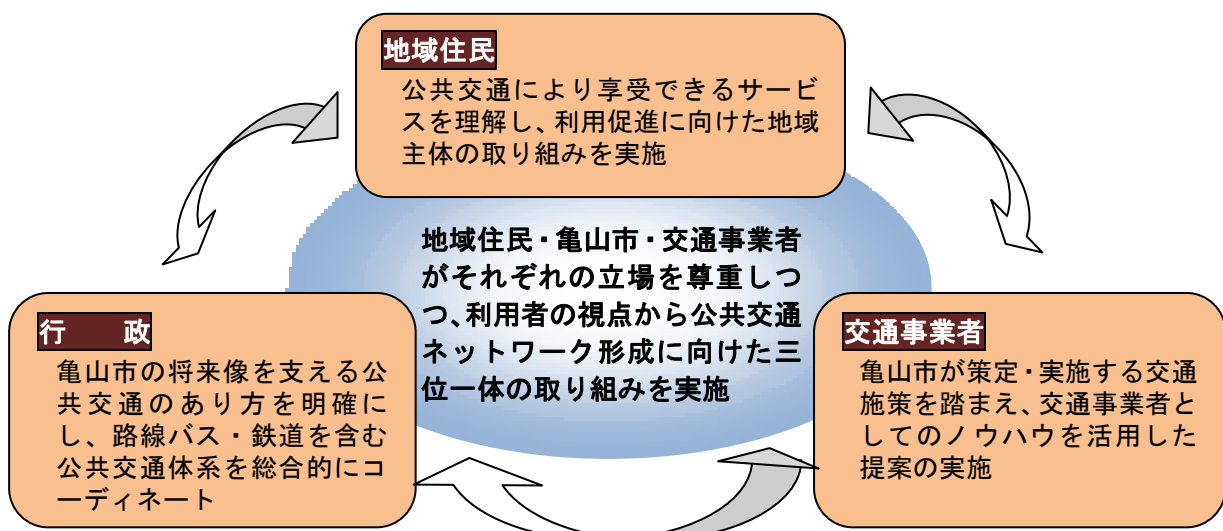 地域住民
公共交通により享受できるサービ
スを理解し、利用促進に向けた地域
主体の取り組みを実施
地域住民・亀山市・交通事業者
がそれぞれの立場を尊重しつ
つ、利用者の視点から公共交通
ネットワーク形成に向けた三
位一体の取り組みを実施
行　　政
亀山市の将来像を支える公
共交通のあり方を明確に
し、路線バス・鉄道を含む
公共交通体系を総合的にコ
ーディネート
交通事業者
亀山市が策定・実施する交通
施策を踏まえ、交通事業者と
してのノウハウを活用した
提案の実施